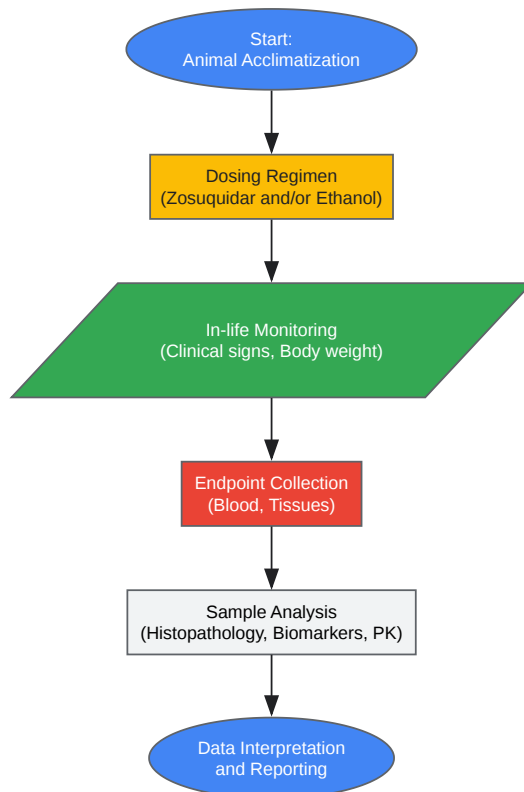 Start:
Animal Acclimatization
Dosing Regimen
(Zosuquidar and/or Ethanol)
In-life Monitoring
(Clinical signs, Body weight)
Endpoint Collection
(Blood, Tissues)
Sample Analysis
(Histopathology, Biomarkers, PK)
Data Interpretation
and Reporting